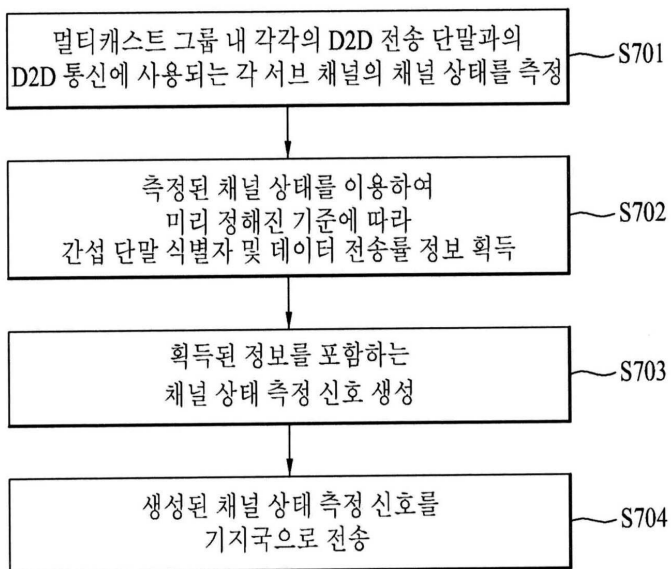 멀티캐스트 그룹 내 각각의 D2D 전송 단말과의
D2D 통신에 사용되는 각 서브 채널의 채널 상태를 측정
S701
측정된 채널 상태를 이용하여
미리 정해진 기준에 따라
간섭 단말 식별자 및 데이터 전송률 정보 획득
S702
획득된 정보를 포함하는
채널 상태 측정 신호 생성
S703
생성된 채널 상태 측정 신호를
기지국으로 전송
S704